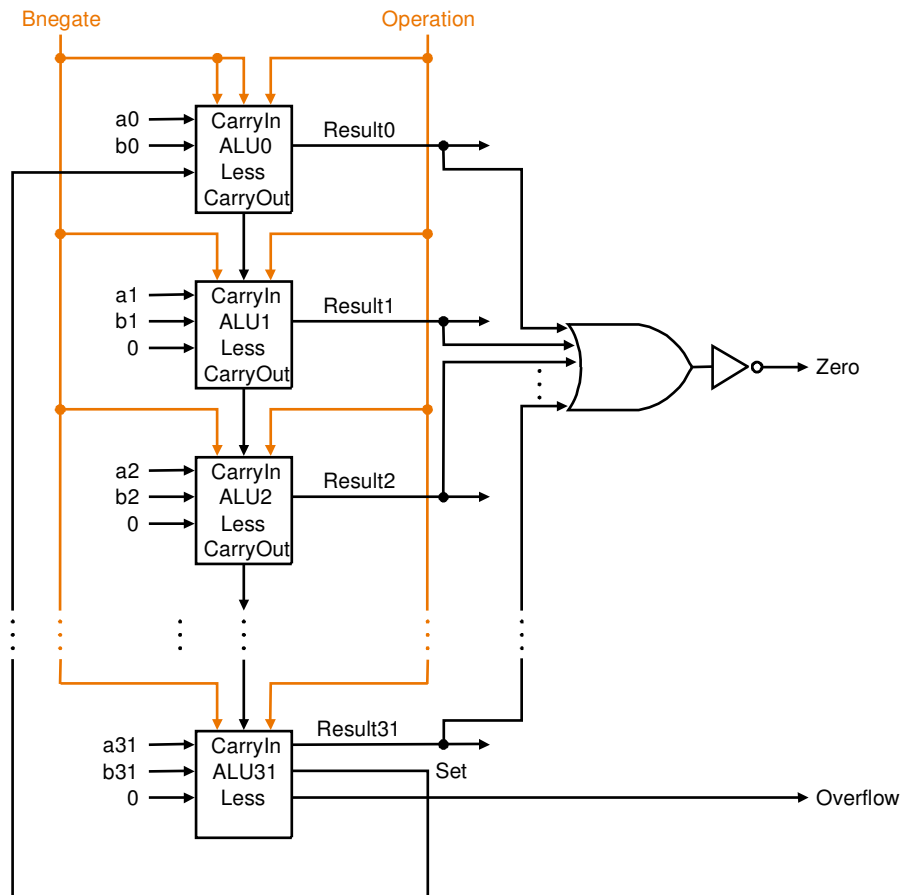 Bnegate
Operation
a0
b0
CarryIn
ALU0
Less
CarryOut
Result0
a1
b1
0
CarryIn
ALU1
Less
CarryOut
Result1
Zero
a2
b2
0
CarryIn
ALU2
Less
CarryOut
Result2
a31
b31
0
CarryIn
ALU31
Less
Result31
Set
Overflow